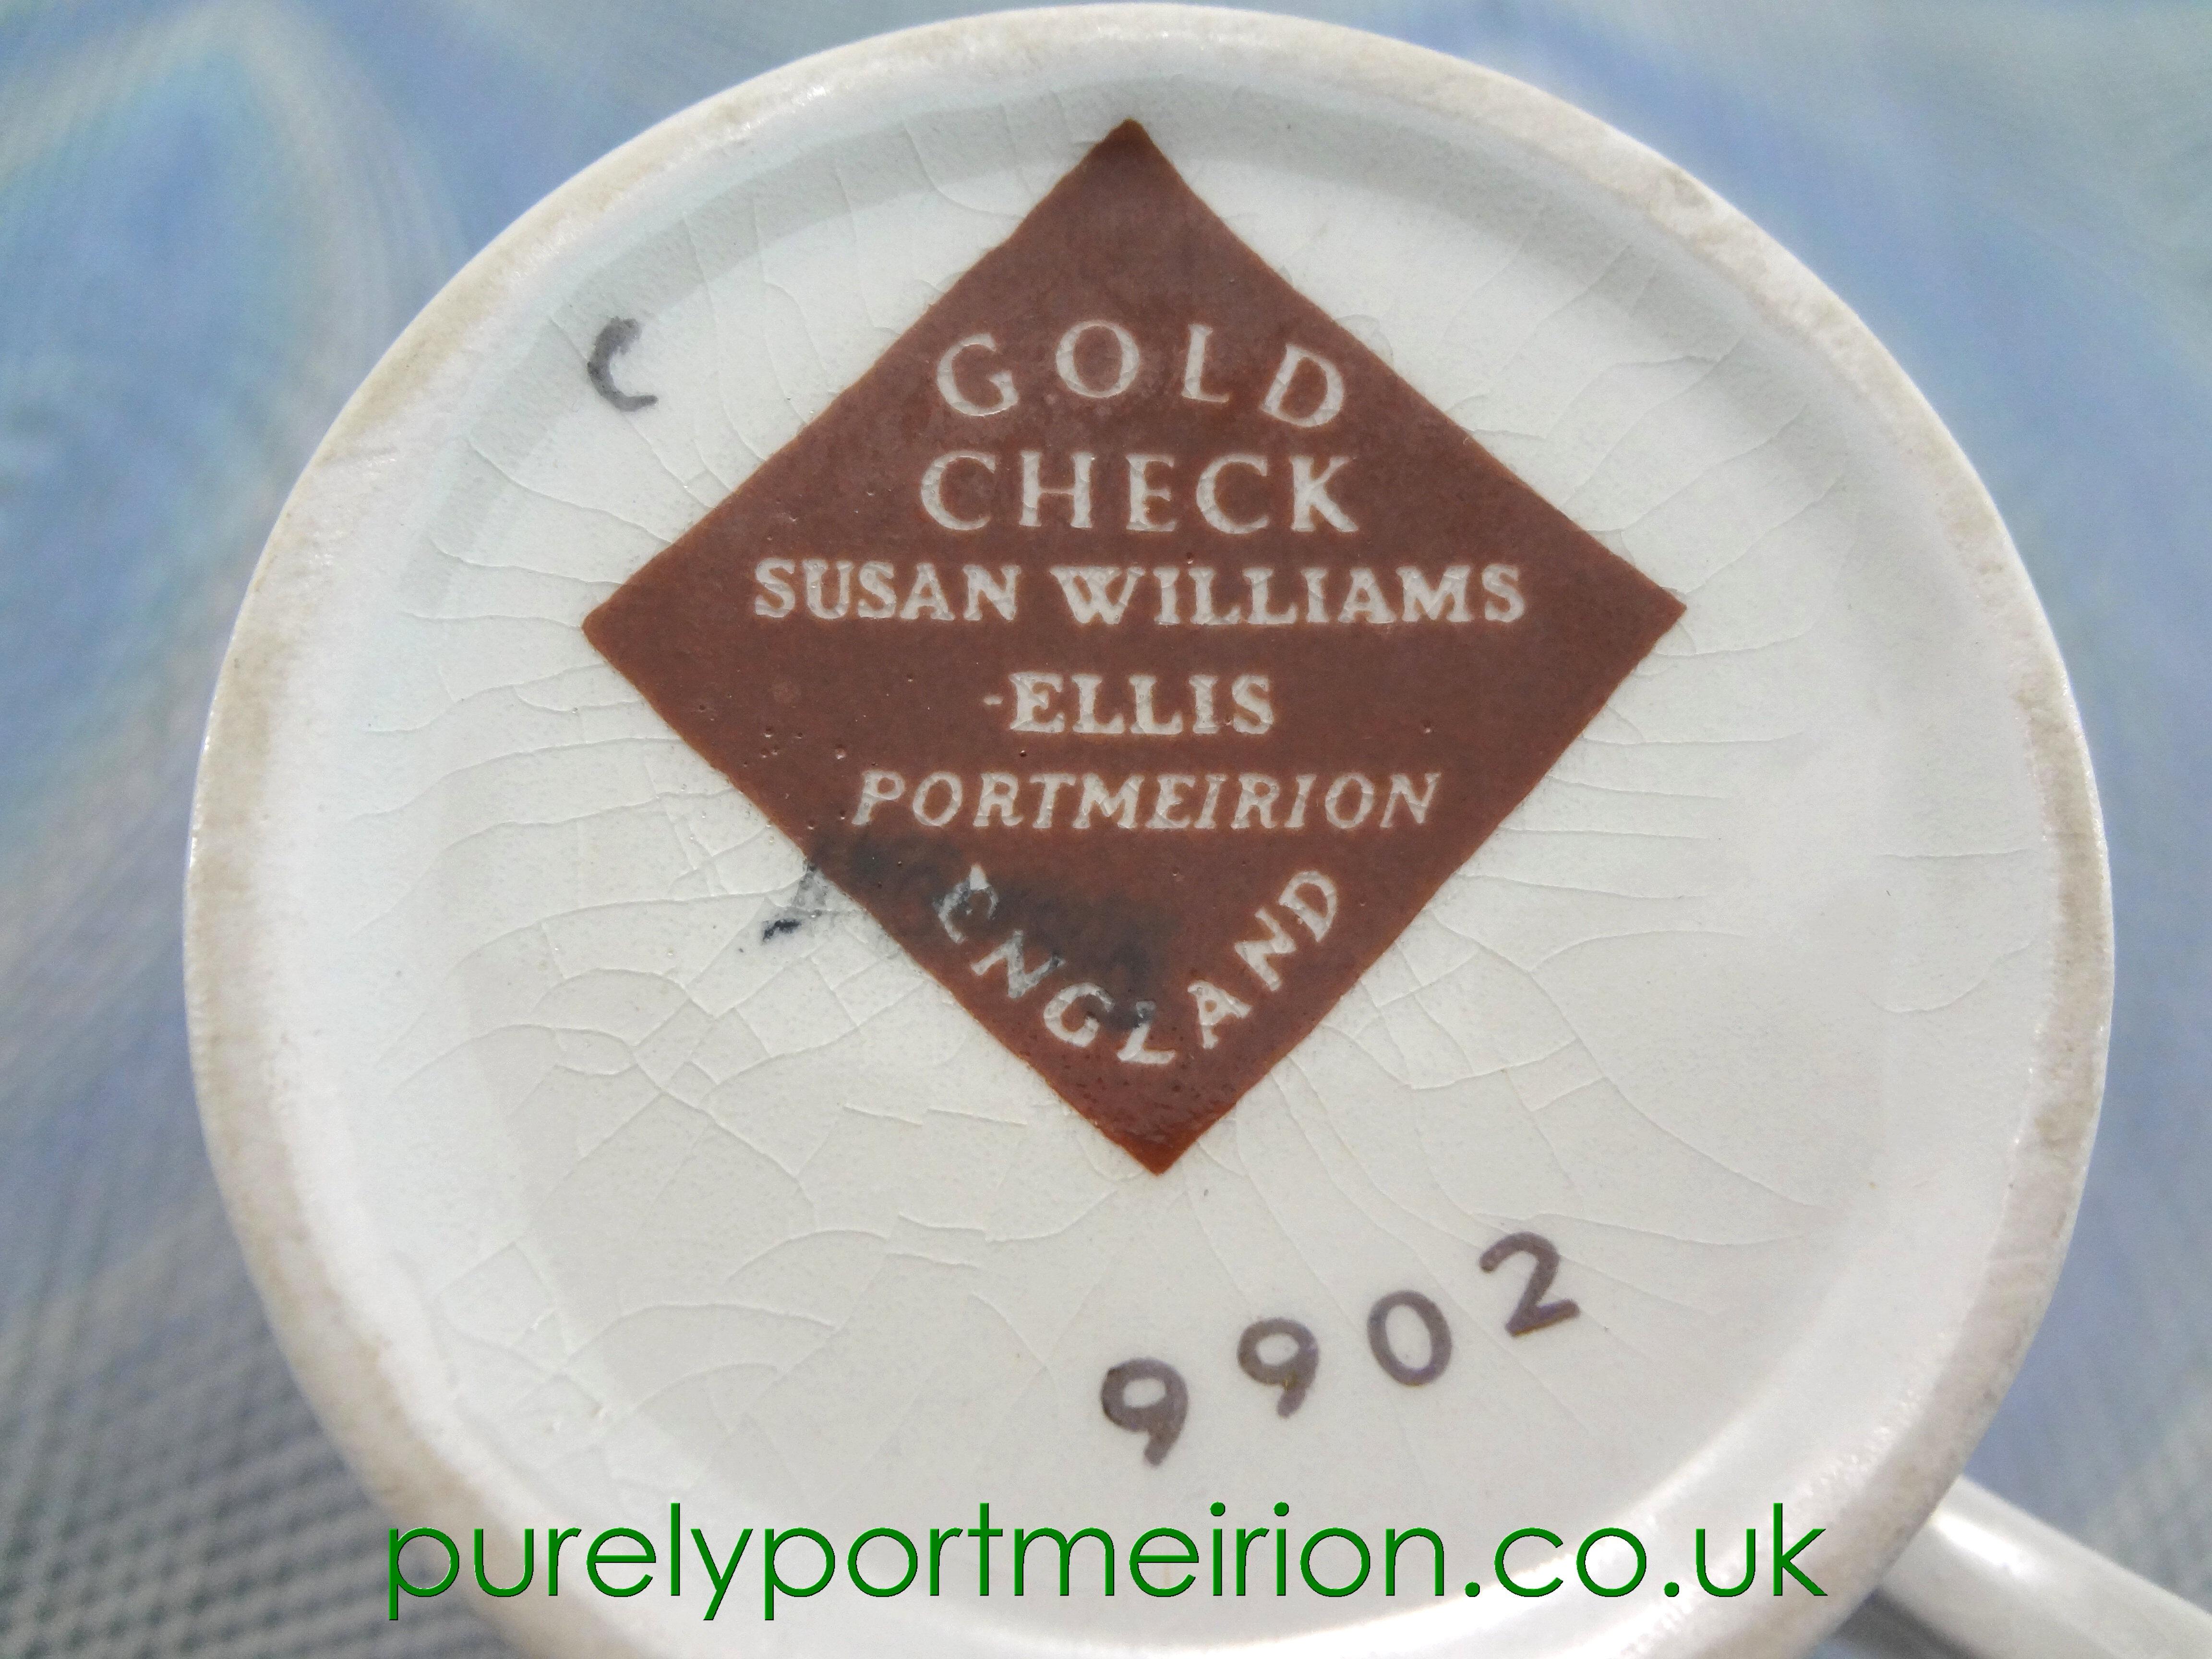 C
GOLD
CHECK
SUSAN WILLIAMS
-ELLIS
PORTMEIRION
ENGLAND
9902
purelyportmeirion.co.uk